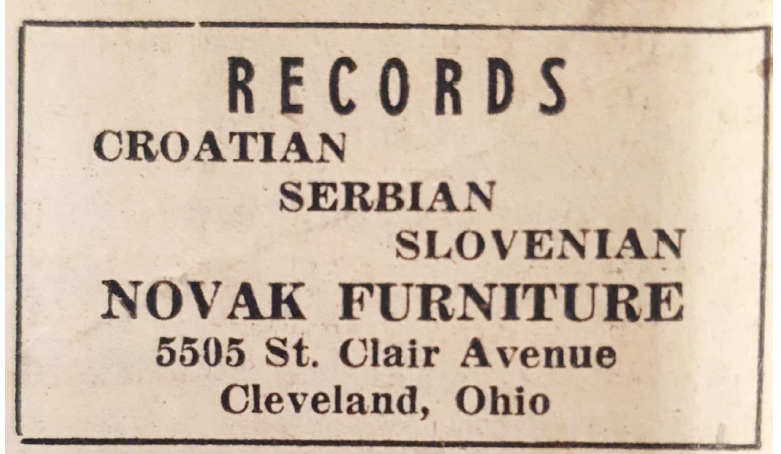 RECORDS
CROATIAN
SERBIAN
SLOVENIAN
NOVAK FURNITURE
5505 St. Clair Avenue
Cleveland, Ohio